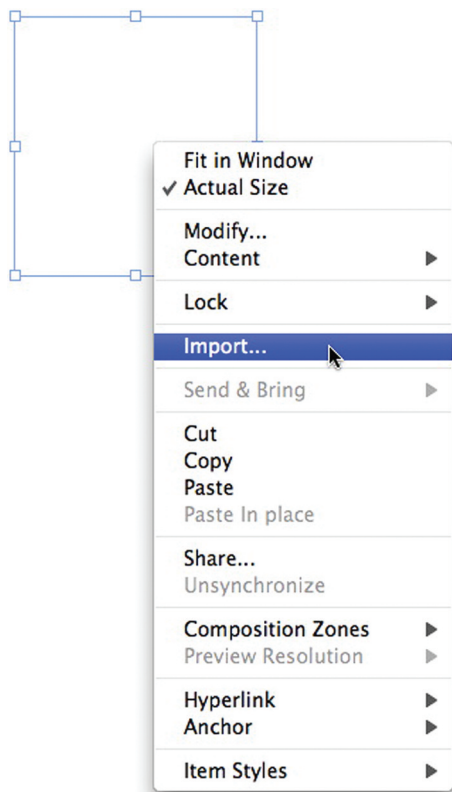 Fit in Window
✓ Actual Size
Modify...
Content
Lock
Import...
Send & Bring
Cut
Copy
Paste
Paste In place
Share...
Unsynchronize
Composition Zones
Preview Resolution
Hyperlink
Anchor
Item Styles